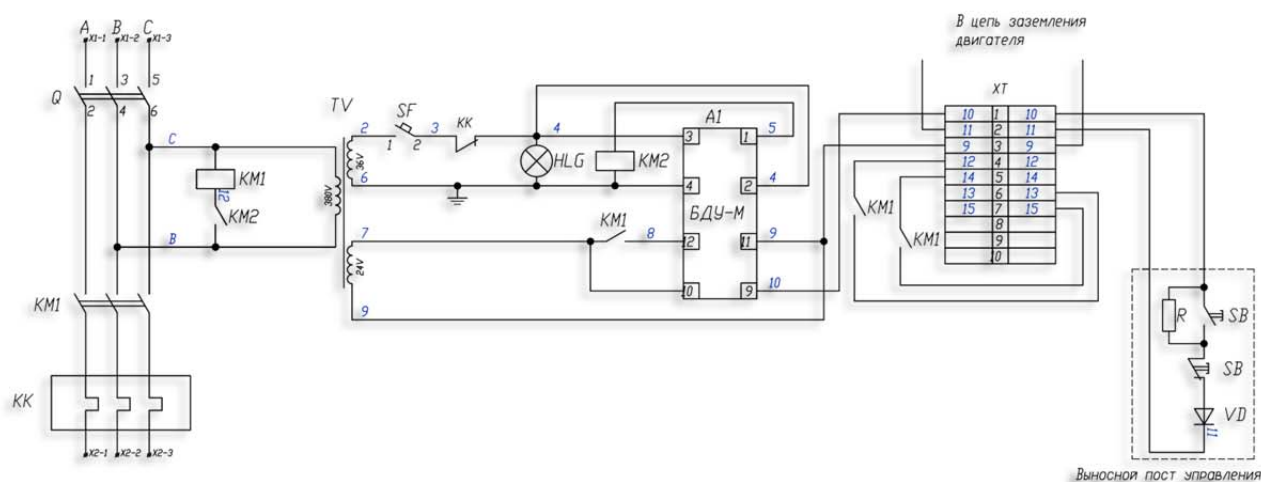 A B C
X1-1 X1-2 X1-3
1 3 5
Q
2 4 6
C
KM1
12
KM2
B
380V
TV
36V
24V
2 SF 3 KK 4
1 2
6
HLG
KM2
7 KM1 8
9
A1
3 1 5
4 2 4
БДУ-М
12 11 9
10 9 10
В цепь заземления
двигателя
XT
10 1 10
11 2 11
9 3 9
12 4 12
14 5 14
13 6 13
15 7 15
8
9
10
KM1
KM1
R SB
SB
VD
11
Выносной пост управления
KM1
KK
X2-1 X2-2 X2-3